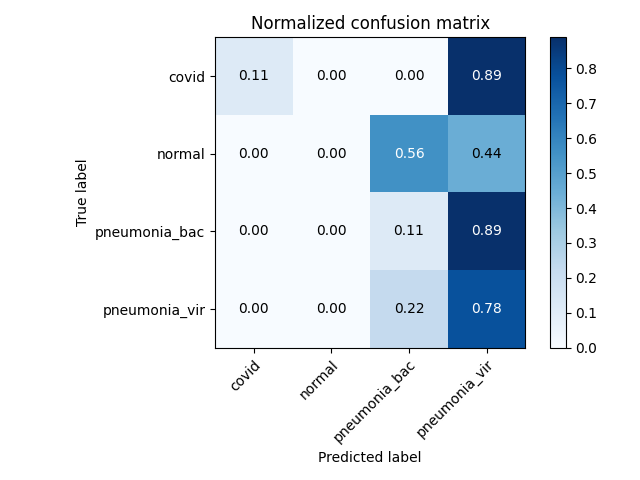 Normalized confusion matrix
True label
covid 0.11 0.00 0.00 0.89
normal 0.00 0.00 0.56 0.44
pneumonia_bac 0.00 0.00 0.11 0.89
pneumonia_vir 0.00 0.00 0.22 0.78
covid normal pneumonia_bac pneumonia_vir
Predicted label
0.8
0.7
0.6
0.5
0.4
0.3
0.2
0.1
0.0